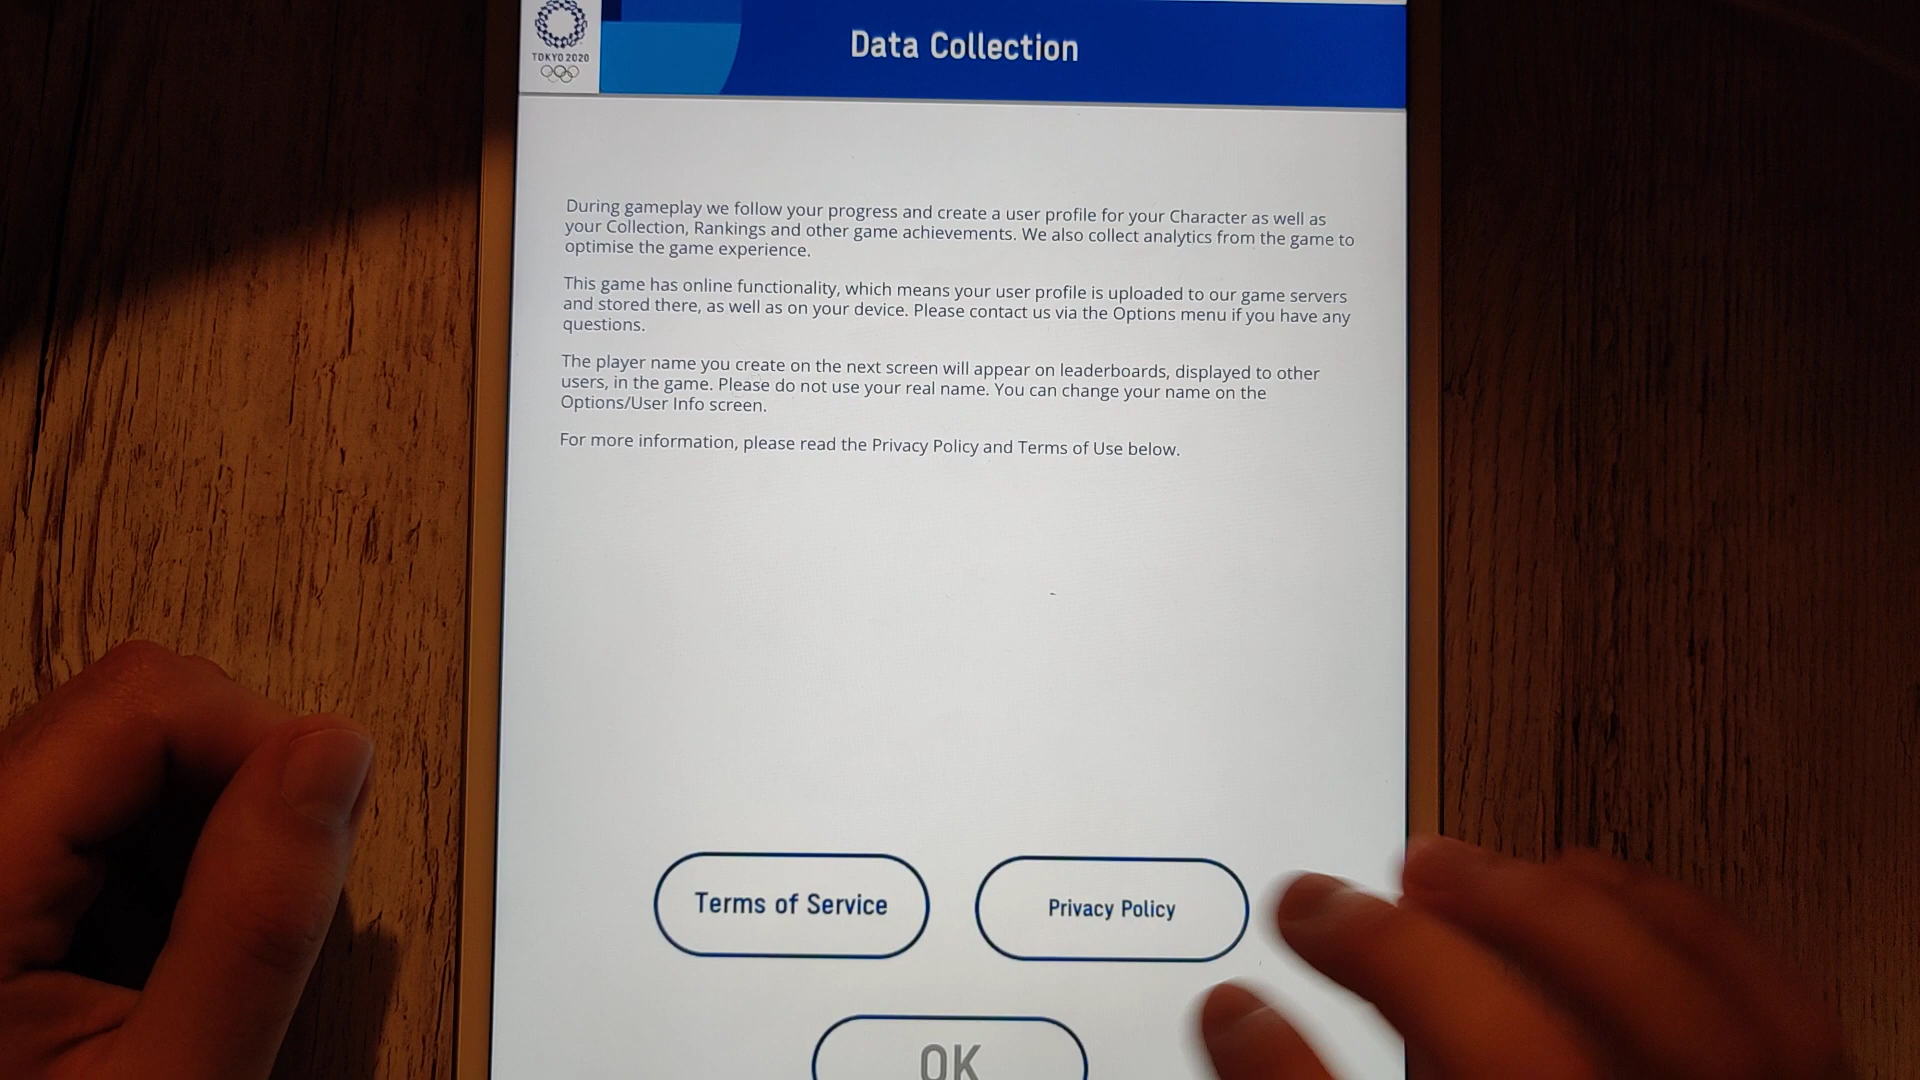 TOKYO 2020
Data Collection
During gameplay we follow your progress and create a user profile for your Character as well as
your Collection, Rankings and other game achievements. We also collect analytics from the game to
optimise the game experience.
This game has online functionality, which means your user profile is uploaded to our game servers
and stored there, as well as on your device. Please contact us via the Options menu if you have any
questions.
The player name you create on the next screen will appear on leaderboards, displayed to other
users, in the game. Please do not use your real name. You can change your name on the
Options/User Info screen.
For more information, please read the Privacy Policy and Terms of Use below.
Terms of Service
Privacy Policy
OK